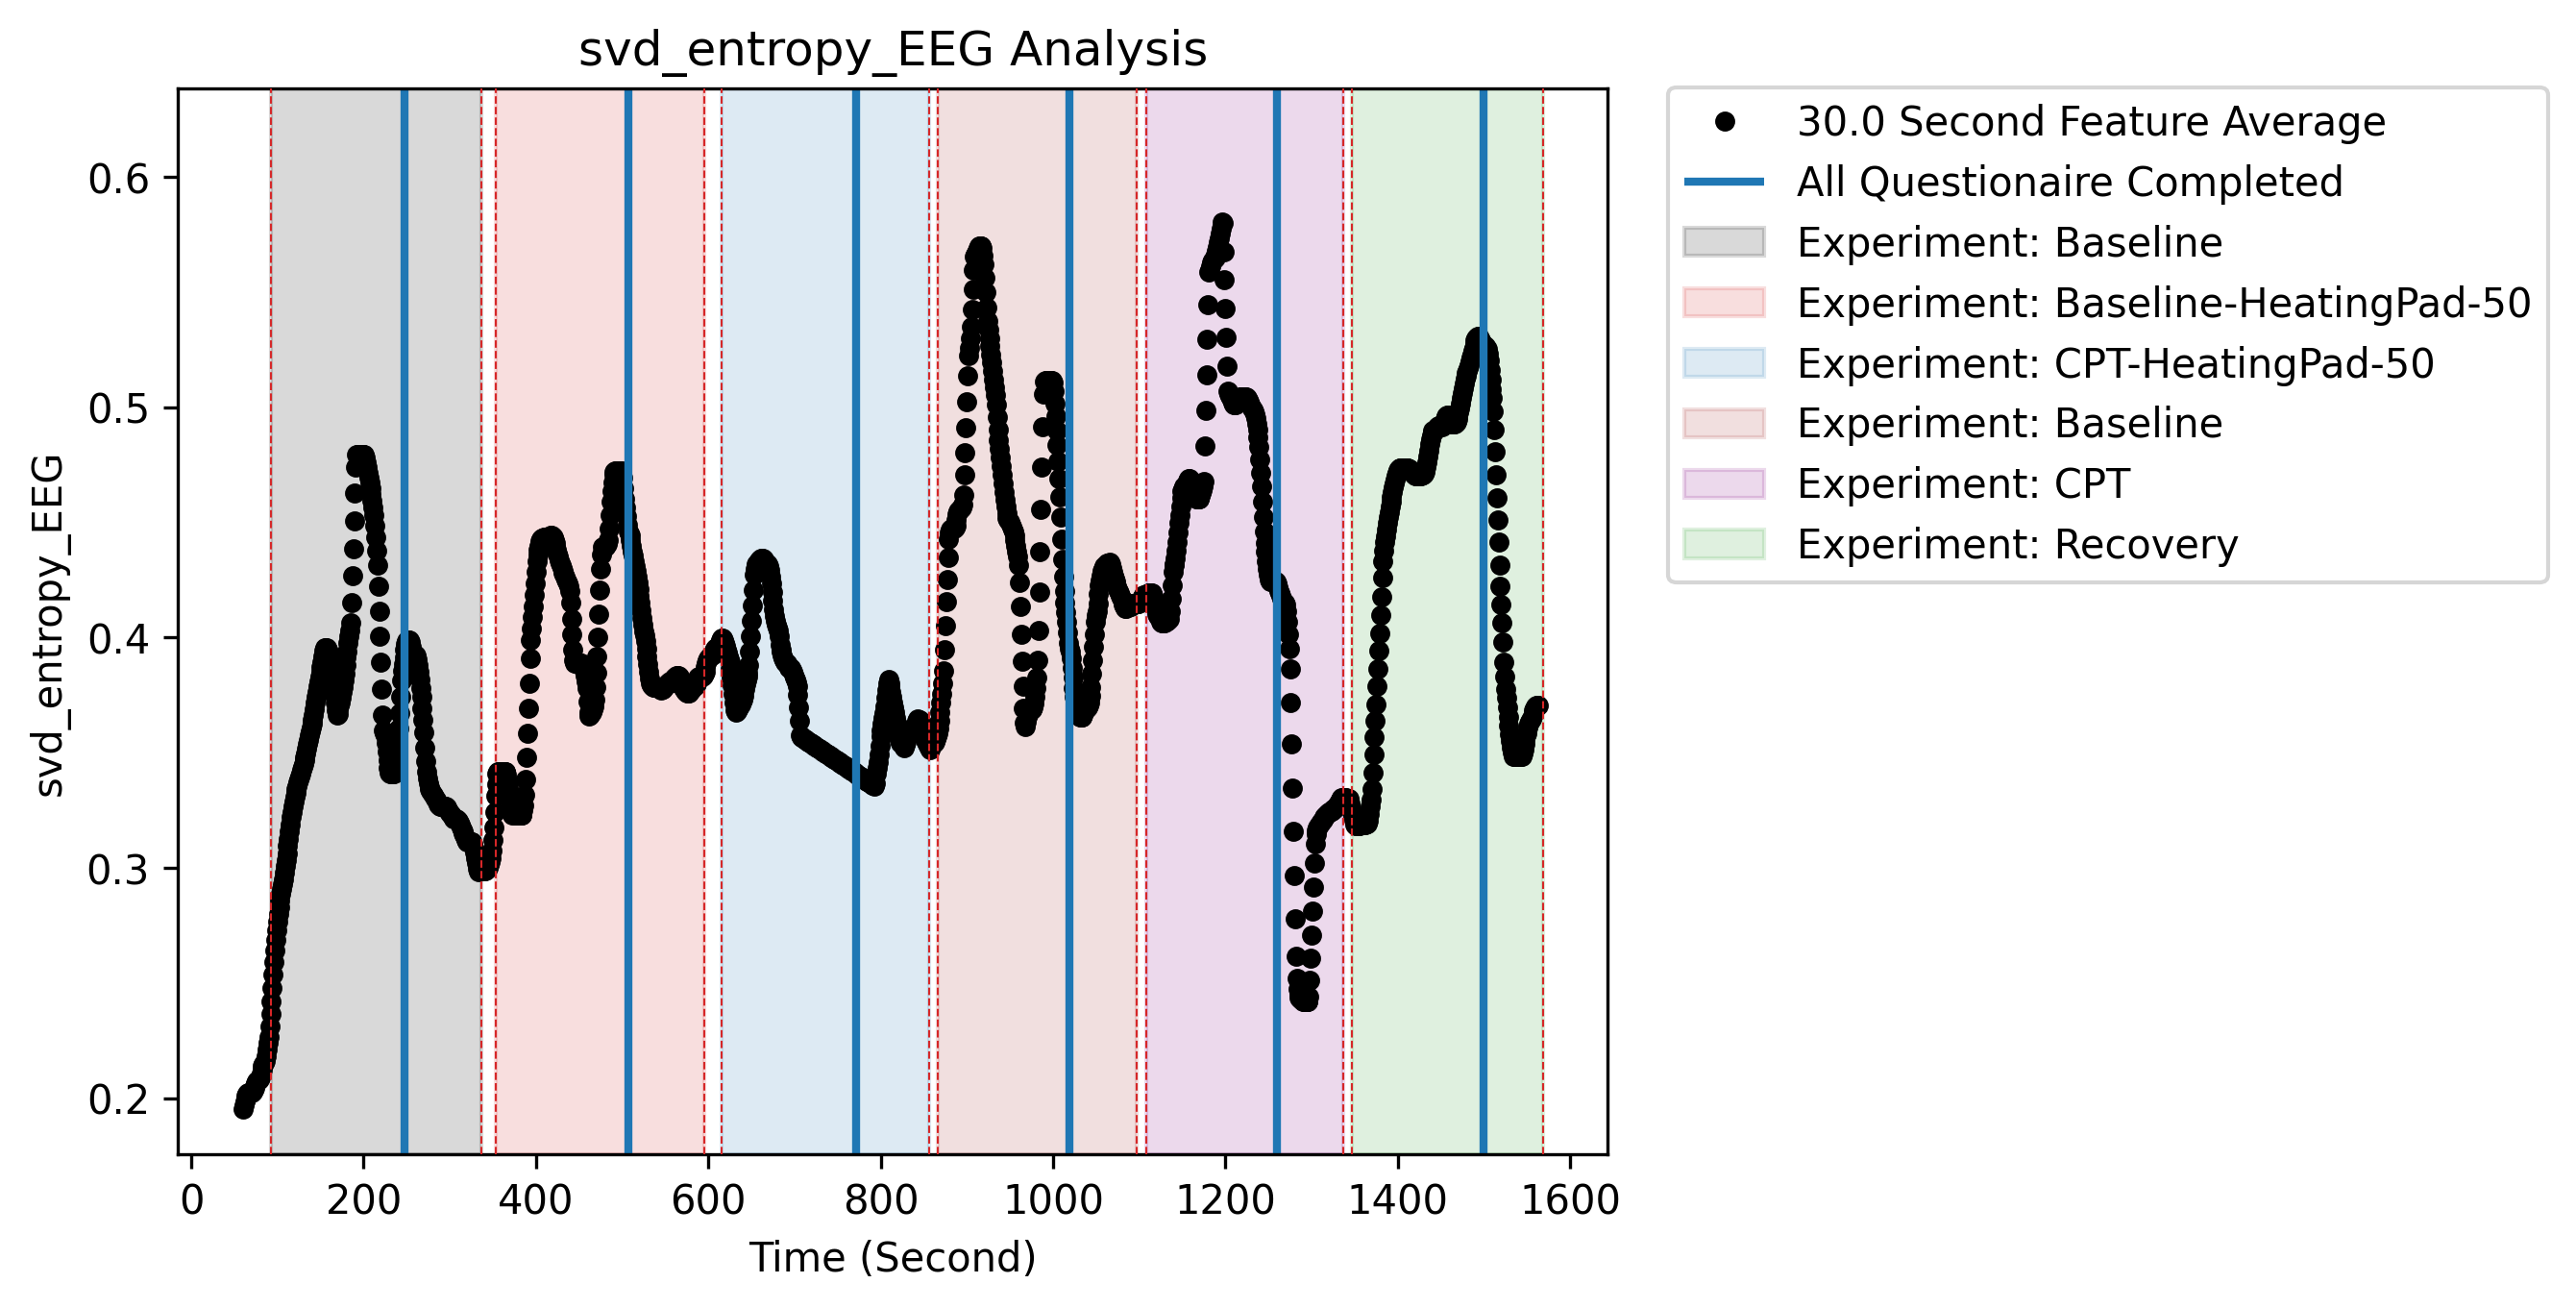 svd_entropy_EEG Analysis
svd_entropy_EEG
0.6
0.5
0.4
0.3
0.2
0 200 400 600 800 1000 1200 1400 1600
Time (Second)
30.0 Second Feature Average
All Questionaire Completed
Experiment: Baseline
Experiment: Baseline-HeatingPad-50
Experiment: CPT-HeatingPad-50
Experiment: Baseline
Experiment: CPT
Experiment: Recovery